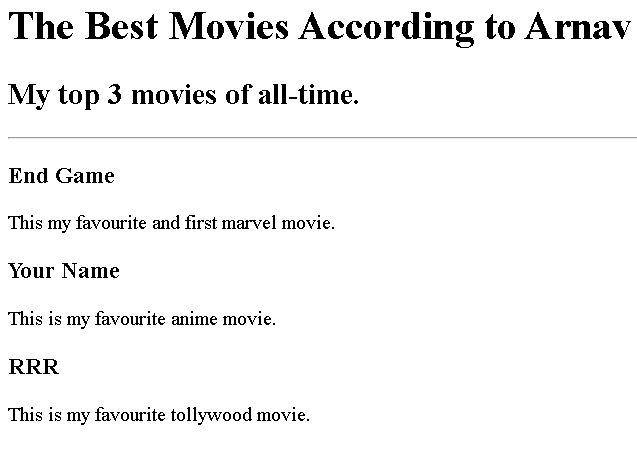 The Best Movies According to Arnav
My top 3 movies of all-time.
End Game
This my favourite and first marvel movie.
Your Name
This is my favourite anime movie.
RRR
This is my favourite tollywood movie.